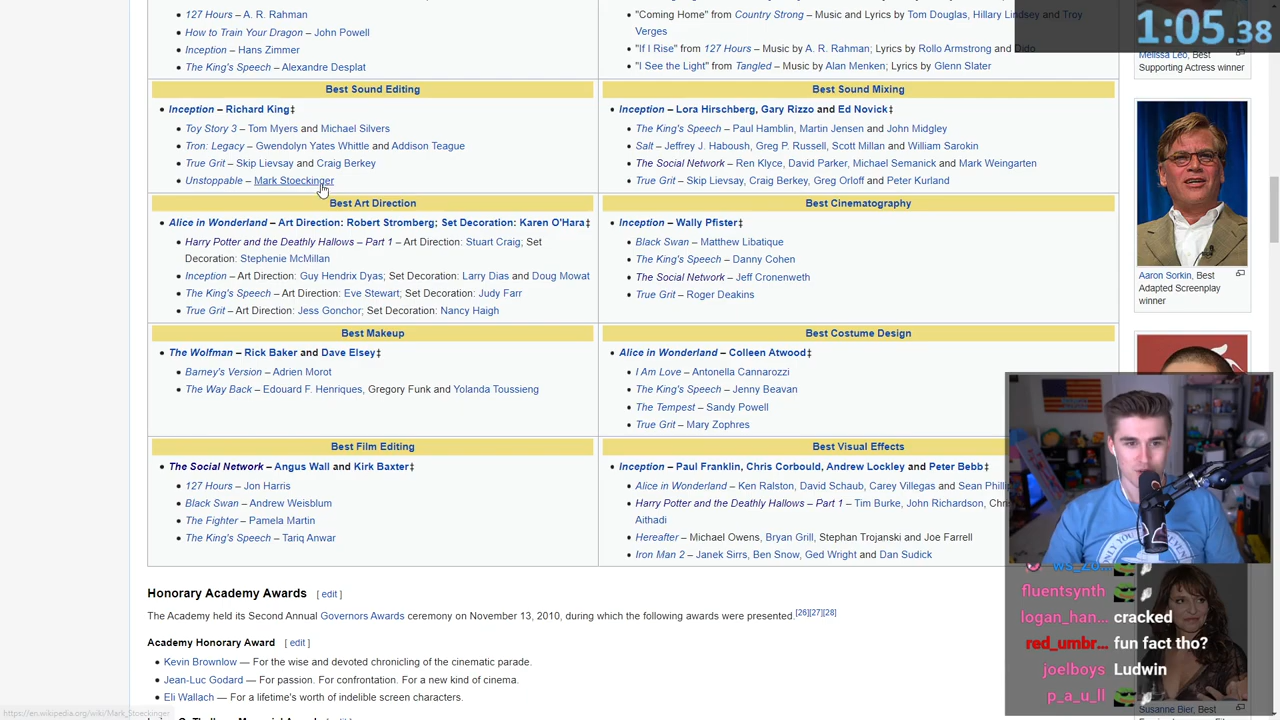 127 Hours – A. R. Rahman
How to Train Your Dragon – John Powell
Inception – Hans Zimmer
The King's Speech – Alexandre Desplat
"Coming Home" from Country Strong – Music and Lyrics by Tom Douglas, Hillary Lindsey and Troy
Verges
"If I Rise" from 127 Hours – Music by A. R. Rahman; Lyrics by Rollo Armstrong and Dido
"I See the Light" from Tangled – Music by Alan Menken; Lyrics by Glenn Slater
1:05.38
Melissa Leo, Best
Supporting Actress winner
Best Sound Editing
Inception – Richard King‡
Toy Story 3 – Tom Myers and Michael Silvers
Tron: Legacy – Gwendolyn Yates Whittle and Addison Teague
True Grit – Skip Lievsay and Craig Berkey
Unstoppable – Mark Stoeckinger
Best Sound Mixing
Inception – Lora Hirschberg, Gary Rizzo and Ed Novick‡
The King's Speech – Paul Hamblin, Martin Jensen and John Midgley
Salt – Jeffrey J. Haboush, Greg P. Russell, Scott Millan and William Sarokin
The Social Network – Ren Klyce, David Parker, Michael Semanick and Mark Weingarten
True Grit – Skip Lievsay, Craig Berkey, Greg Orloff and Peter Kurland
Best Art Direction
Alice in Wonderland – Art Direction: Robert Stromberg; Set Decoration: Karen O'Hara‡
Harry Potter and the Deathly Hallows – Part 1 – Art Direction: Stuart Craig; Set
Decoration: Stephenie McMillan
Inception – Art Direction: Guy Hendrix Dyas; Set Decoration: Larry Dias and Doug Mowat
The King's Speech – Art Direction: Eve Stewart; Set Decoration: Judy Farr
True Grit – Art Direction: Jess Gonchor; Set Decoration: Nancy Haigh
Best Cinematography
Inception – Wally Pfister‡
Black Swan – Matthew Libatique
The King's Speech – Danny Cohen
The Social Network – Jeff Cronenweth
True Grit – Roger Deakins
Aaron Sorkin, Best
Adapted Screenplay
winner
Best Makeup
The Wolfman – Rick Baker and Dave Elsey‡
Barney's Version – Adrien Morot
The Way Back – Edouard F. Henriques, Gregory Funk and Yolanda Toussieng
Best Costume Design
Alice in Wonderland – Colleen Atwood‡
I Am Love – Antonella Cannarozzi
The King's Speech – Jenny Beavan
The Tempest – Sandy Powell
True Grit – Mary Zophres
Best Film Editing
The Social Network – Angus Wall and Kirk Baxter‡
127 Hours – Jon Harris
Black Swan – Andrew Weisblum
The Fighter – Pamela Martin
The King's Speech – Tariq Anwar
Best Visual Effects
Inception – Paul Franklin, Chris Corbould, Andrew Lockley and Peter Bebb‡
Alice in Wonderland – Ken Ralston, David Schaub, Carey Villegas and Sean
Harry Potter and the Deathly Hallows – Part 1 – Tim Burke, John Richardson,
Aithadi
Hereafter – Michael Owens, Bryan Grill, Stephan Trojanski and Joe Farrell
Iron Man 2 – Janek Sirrs, Ben Snow, Ged Wright and Dan Sudick
Honorary Academy Awards [ edit ]
The Academy held its Second Annual Governors Awards ceremony on November 13, 2010, during which the following awards were presented.[26][27][28]
Academy Honorary Award [ edit ]
Kevin Brownlow — For the wise and devoted chronicling of the cinematic parade.
Jean-Luc Godard — For passion. For confrontation. For a new kind of cinema.
Eli Wallach — For a lifetime's worth of indelible screen characters.
https://en.wikipedia.org/wiki/Mark_Stoeckinger
fluentsynth
logan_han... cracked
red_umbr... fun fact tho?
joelboys Ludwin
p_a_u_ll
Susanne Bier, Best